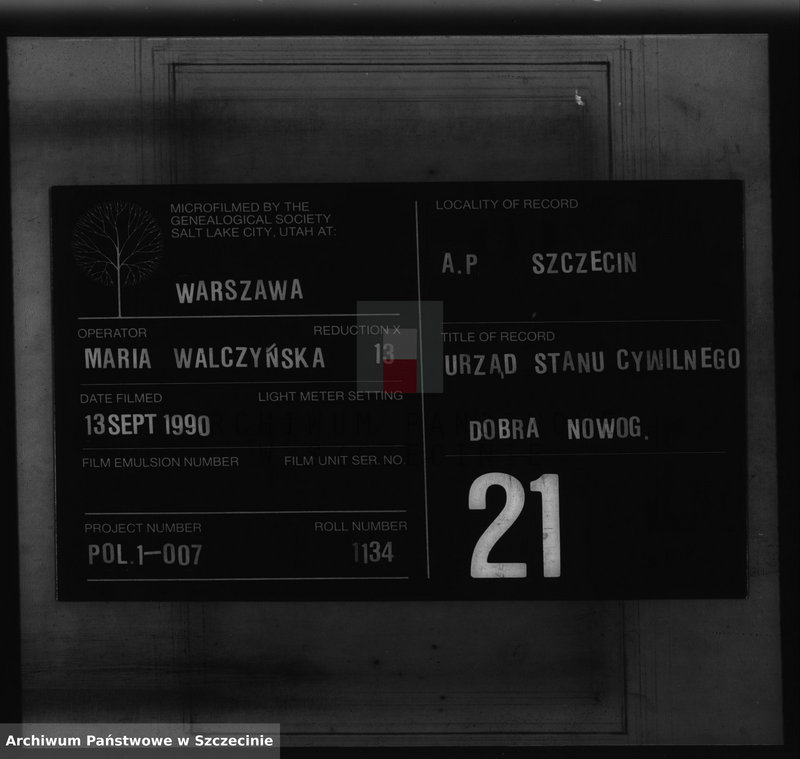 MICROFILMED BY THE
GENEALOGICAL SOCIETY
SALT LAKE CITY, UTAH AT:
WARSZAWA
OPERATOR REDUCTION X
MARIA WALCZYŃSKA 13
DATE FILMED LIGHT METER SETTING
13 SEPT 1990
FILM EMULSION NUMBER FILM UNIT SER. NO.
PROJECT NUMBER ROLL NUMBER
POL.1-007 1134
LOCALITY OF RECORD
A.P SZCZECIN
TITLE OF RECORD
URZĄD STANU CYWILNEGO
DOBRA NOWOG.
21
Archiwum Państwowe w Szczecinie